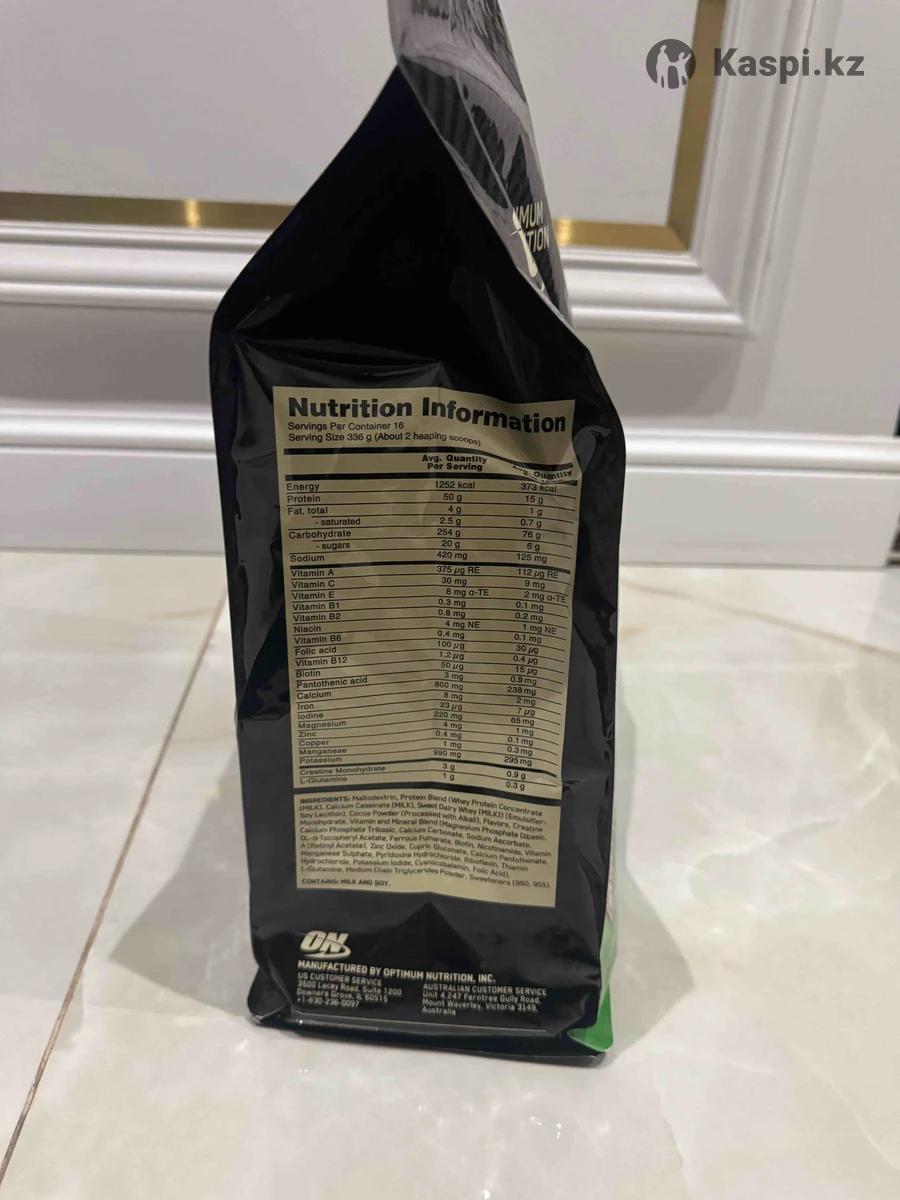 Kaspi.kz
Nutrition Information
Servings Per Container 16
Serving Size 336 g (About 2 heaping scoops)
Avg. Quantity Per Serving Avg. Quantity
Energy 1252 kcal 373 kcal
Protein 50 g 15 g
Fat, total 4 g 1 g
- saturated 2.5 g 0.7 g
Carbohydrate 254 g 76 g
- sugars 20 g 6 g
Sodium 420 mg 125 mg
Vitamin A 375 µg RE 112 µg RE
Vitamin C 30 mg 9 mg
Vitamin E 8 mg α-TE 2 mg α-TE
Vitamin B1 0.3 mg 0.1 mg
Vitamin B2 0.8 mg 0.2 mg
Niacin 4 mg NE 1 mg NE
Vitamin B6 0.4 mg 0.1 mg
Folic acid 100 µg 30 µg
Vitamin B12 1.2 µg 0.4 µg
Biotin 50 µg 15 µg
Pantothenic acid 3 mg 0.9 mg
Calcium 800 mg 238 mg
Iron 8 mg 2 mg
Iodine 23 µg 7 µg
Magnesium 220 mg 65 mg
Zinc 4 mg 1 mg
Copper 0.4 mg 0.1 mg
Manganese 1 mg 0.3 mg
Potassium 990 mg 295 mg
Creatine Monohydrate 3 g 0.9 g
L-Glutamine 1 g 0.3 g
INGREDIENTS: Maltodextrin, Protein Blend (Whey Protein Concentrate
(MILK), Calcium Caseinate (MILK), Sweet Dairy Whey (MILK)) (Emulsifier:
Soy Lecithin), Cocoa Powder (Processed with Alkali), Flavors, Creatine
Monohydrate, Vitamin and Mineral Blend (Magnesium Phosphate Dibasic,
Calcium Phosphate Tribasic, Calcium Carbonate, Sodium Ascorbate,
DL-α-Tocopheryl Acetate, Ferrous Fumarate, Biotin, Nicotinamide, Vitamin
A (Retinyl Acetate), Zinc Oxide, Cupric Gluconate, Calcium Pantothenate,
Manganese Sulphate, Pyridoxine Hydrochloride, Riboflavin, Thiamin
Hydrochloride, Potassium Iodide, Cyanocobalamin, Folic Acid),
L-Glutamine, Medium Chain Triglycerides Powder, Sweeteners (950, 955).
CONTAINS: MILK AND SOY.
ON
MANUFACTURED BY OPTIMUM NUTRITION, INC.
US CUSTOMER SERVICE
3500 Lacey Road, Suite 1200
Downers Grove, IL 60515
+1-630-236-0097
AUSTRALIAN CUSTOMER SERVICE
Unit 4,247 Ferntree Gully Road,
Mount Waverley, Victoria 3149,
Australia